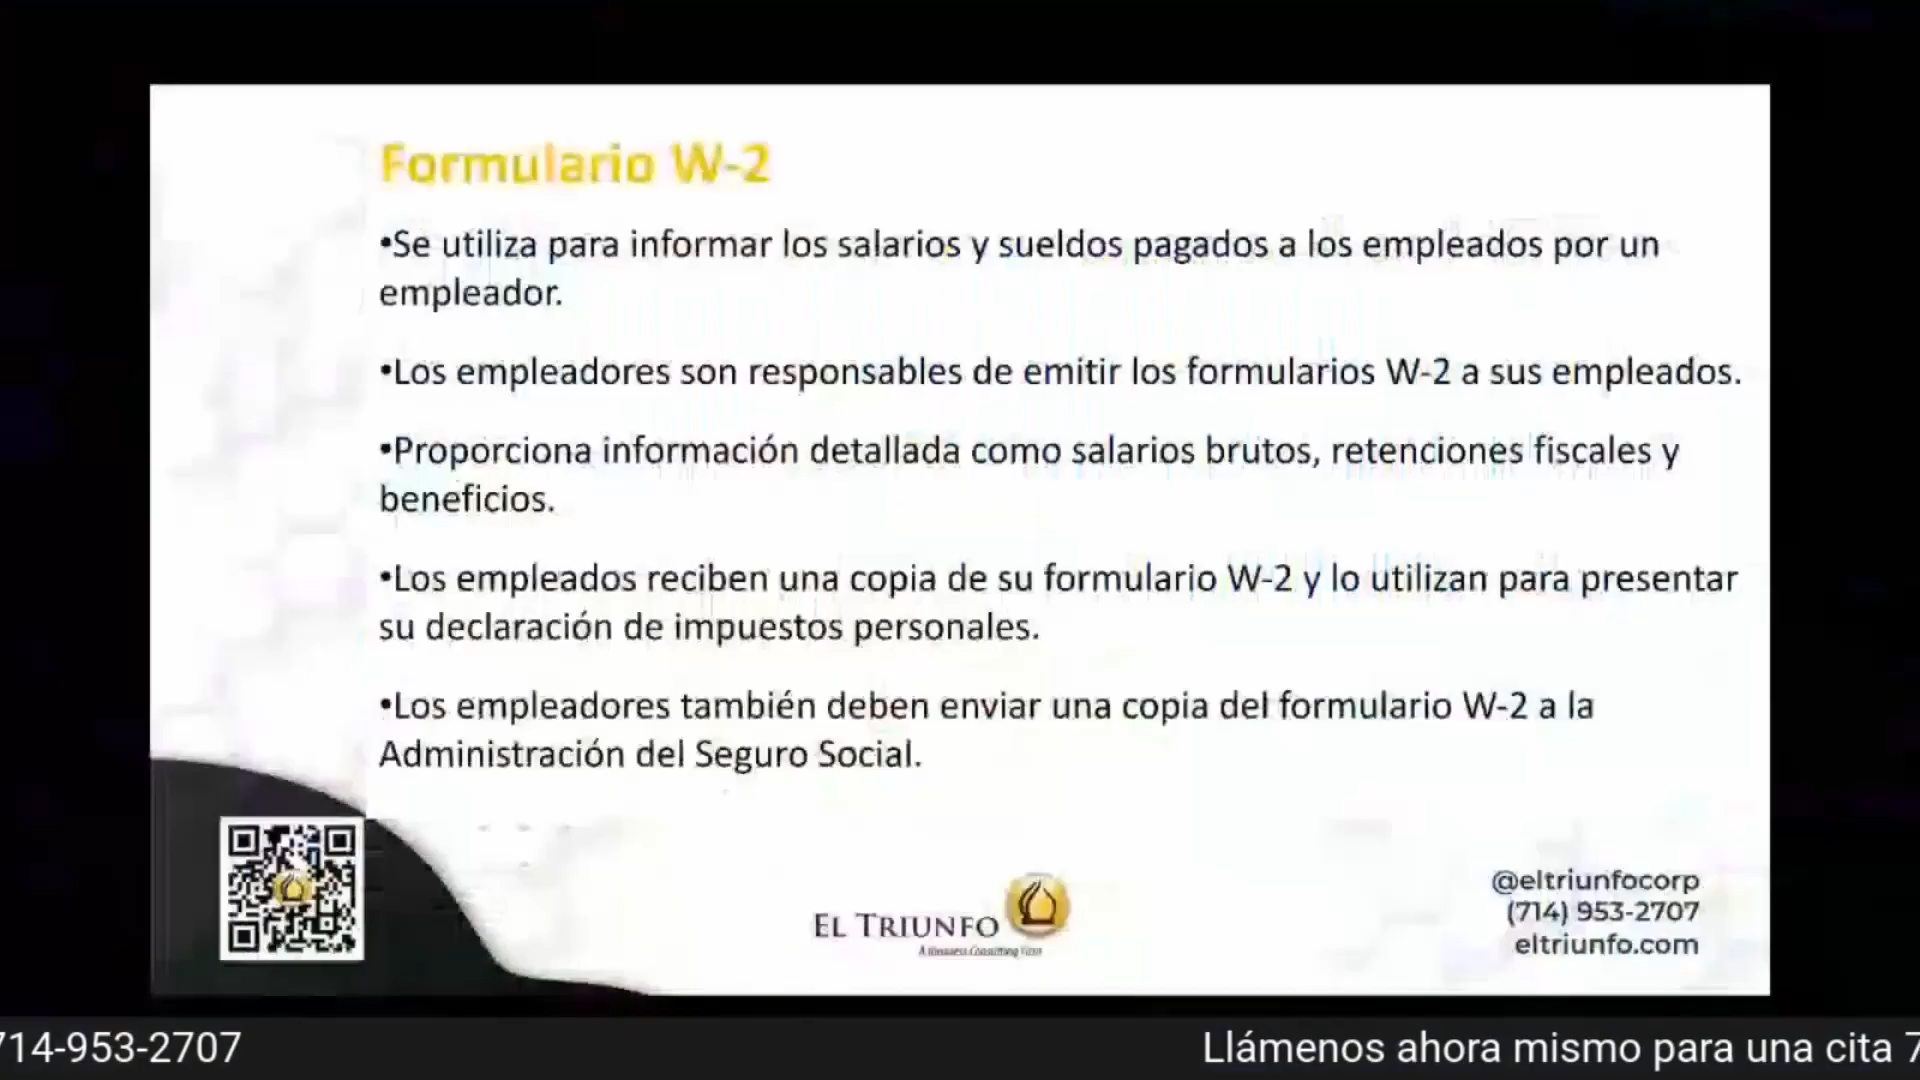 Formulario W-2
•Se utiliza para informar los salarios y sueldos pagados a los empleados por un
empleador.
•Los empleadores son responsables de emitir los formularios W-2 a sus empleados.
•Proporciona información detallada como salarios brutos, retenciones fiscales y
beneficios.
•Los empleados reciben una copia de su formulario W-2 y lo utilizan para presentar
su declaración de impuestos personales.
•Los empleadores también deben enviar una copia del formulario W-2 a la
Administración del Seguro Social.
EL TRIUNFO
A Business Consulting Firm
@eltriunfocorp
(714) 953-2707
eltriunfo.com
714-953-2707
Llámenos ahora mismo para una cita 7